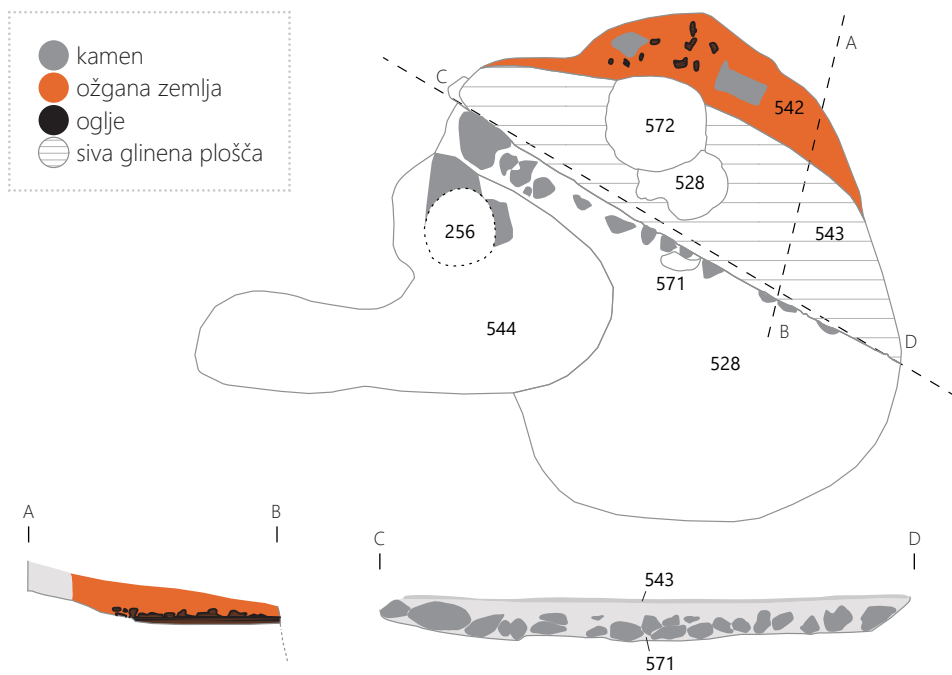 kamen
ožgana zemlja
oglje
siva glinena plošča
A
C
542
572
528
256
543
571
544
B
D
528
A
B
C
D
543
571